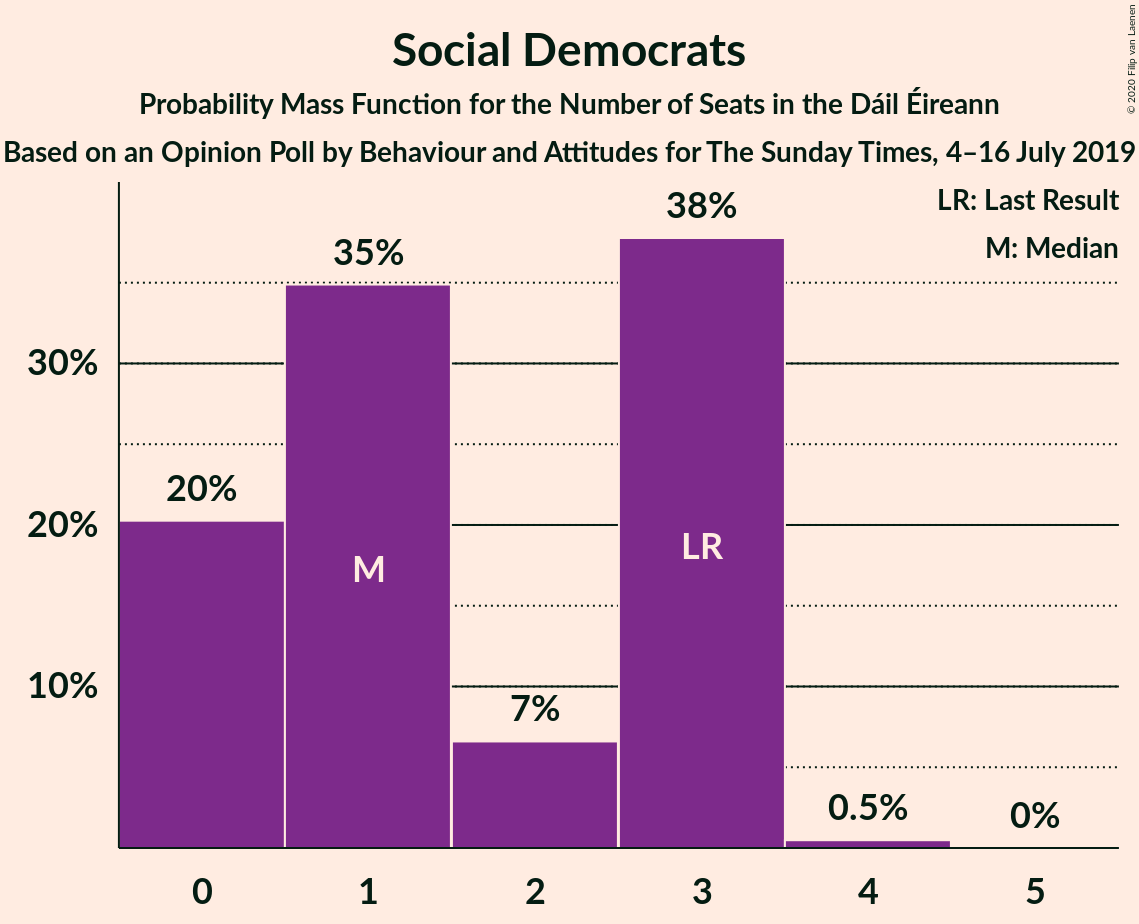 Social Democrats
Probability Mass Function for the Number of Seats in the Dáil Éireann
Based on an Opinion Poll by Behaviour and Attitudes for The Sunday Times, 4–16 July 2019
© 2020 Filip van Laenen
LR: Last Result
M: Median
38%
35%
30%
20%
20%
LR
M
10%
7%
0.5%
0%
0 1 2 3 4 5